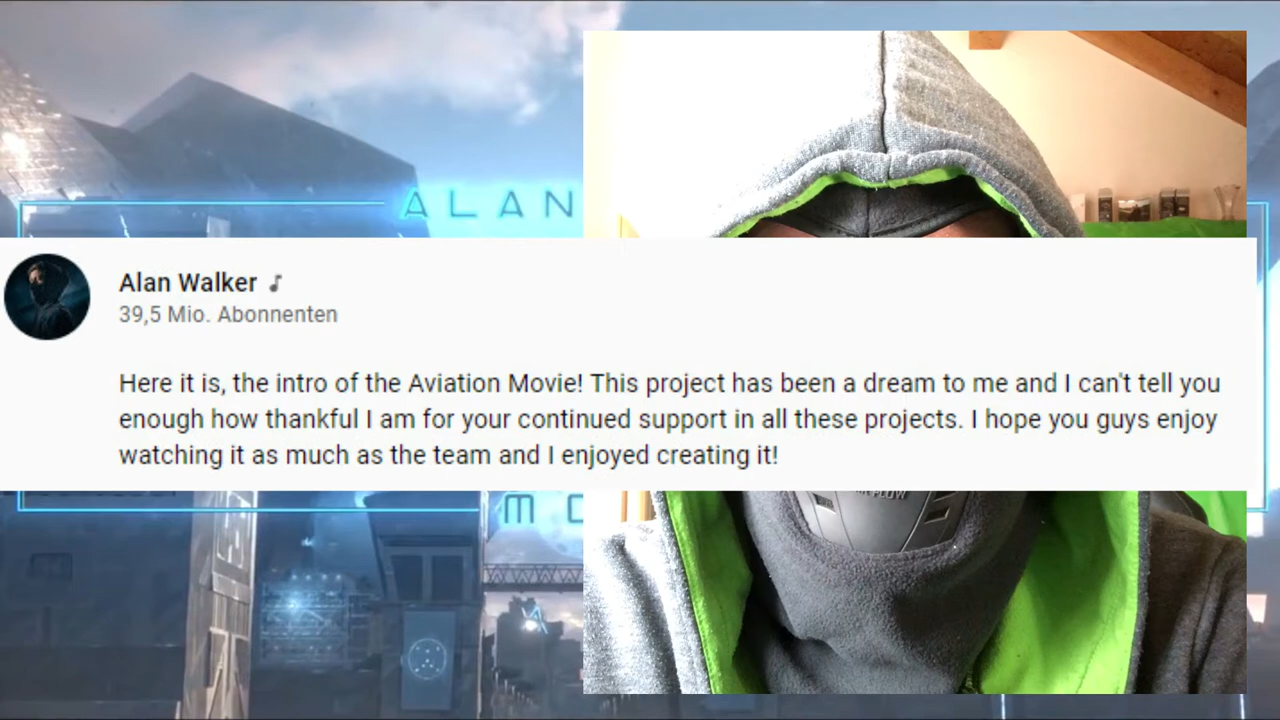 ALAN
Alan Walker
39,5 Mio. Abonnenten
Here it is, the intro of the Aviation Movie! This project has been a dream to me and I can't tell you
enough how thankful I am for your continued support in all these projects. I hope you guys enjoy
watching it as much as the team and I enjoyed creating it!
M
FLOW